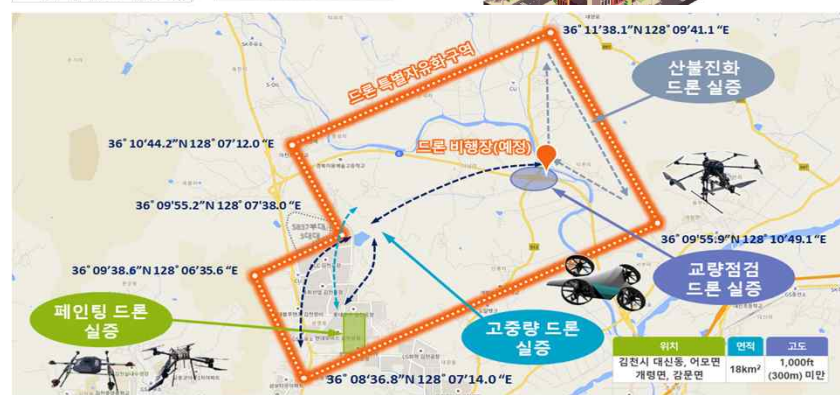 36° 11'38.1"N 128° 09'41.1 "E
드론 특별자유화구역
산불진화
드론 실증
36° 10'44.2"N 128° 07'12.0 "E
드론 비행장(예정)
36° 09'55.2"N 128° 07'38.0 "E
5837부대
36° 09'55.9"N 128° 10'49.1 "E
36° 09'38.6"N 128° 06'35.6 "E
교량점검
드론 실증
페인팅 드론
실증
고중량 드론
실증
위치 면적 고도
김천시 대신동, 어모면
개령면, 감문면
18km²
1,000ft
(300m) 미만
36° 08'36.8"N 128° 07'14.0 "E